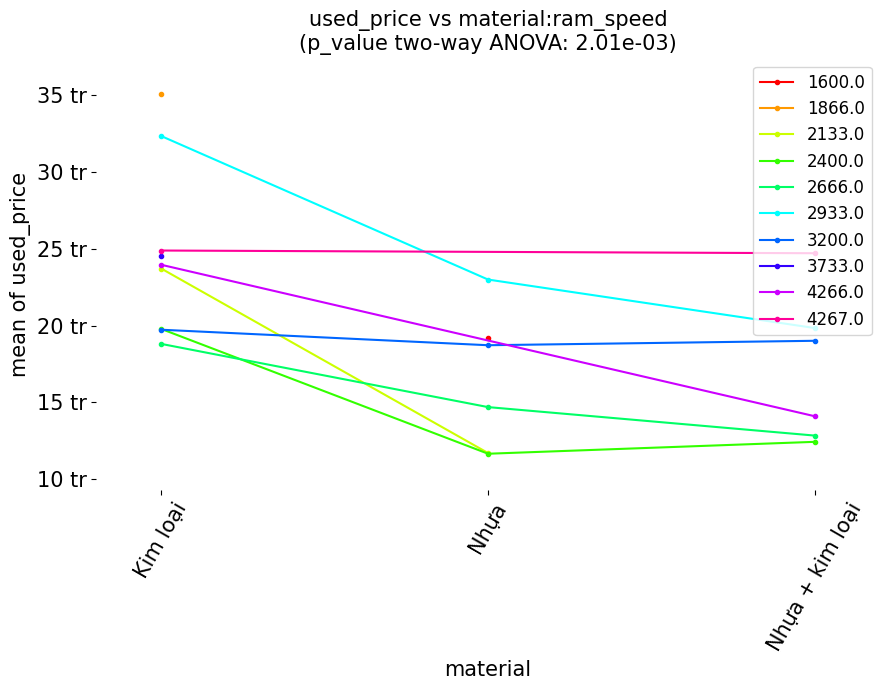 used_price vs material:ram_speed
(p_value two-way ANOVA: 2.01e-03)
1600.0
1866.0
2133.0
2400.0
2666.0
2933.0
3200.0
3733.0
4266.0
4267.0
mean of used_price
35 tr
30 tr
25 tr
20 tr
15 tr
10 tr
Kim loại
Nhựa
Nhựa + kim loại
material